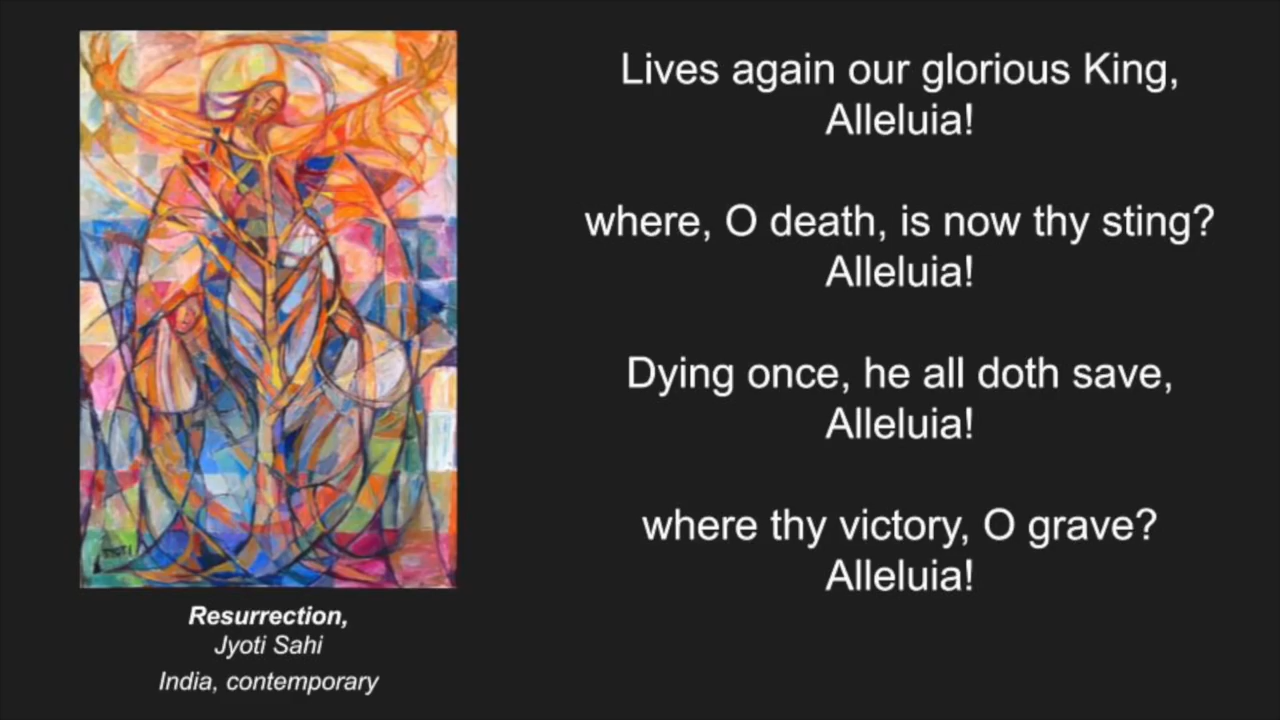 Lives again our glorious King,
Alleluia!
where, O death, is now thy sting?
Alleluia!
Dying once, he all doth save,
Alleluia!
where thy victory, O grave?
Alleluia!
Resurrection,
Jyoti Sahi
India, contemporary